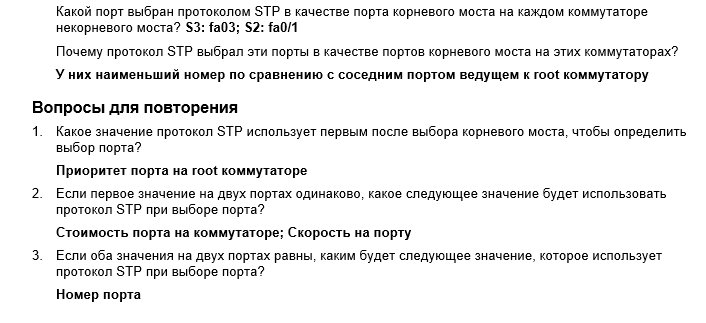 Какой порт выбран протоколом STP в качестве порта корневого моста на каждом коммутаторе
некорневого моста? S3: fa03; S2: fa0/1
Почему протокол STP выбрал эти порты в качестве портов корневого моста на этих коммутаторах?
У них наименьший номер по сравнению с соседним портом ведущем к root коммутатору
Вопросы для повторения
1. Какое значение протокол STP использует первым после выбора корневого моста, чтобы определить
выбор порта?
Приоритет порта на root коммутаторе
2. Если первое значение на двух портах одинаково, какое следующее значение будет использовать
протокол STP при выборе порта?
Стоимость порта на коммутаторе; Скорость на порту
3. Если оба значения на двух портах равны, каким будет следующее значение, которое использует
протокол STP при выборе порта?
Номер порта